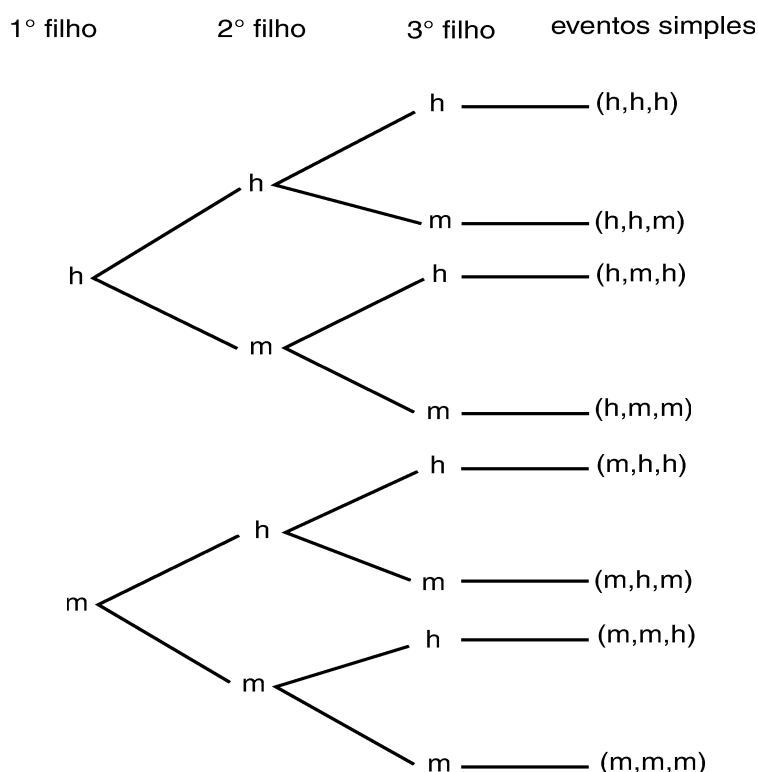 1° filho 2° filho 3° filho eventos simples
h (h,h,h)
h
m (h,h,m)
h
h (h,m,h)
m
m (h,m,m)
h (m,h,h)
h
m (m,h,m)
m
h (m,m,h)
m
m (m,m,m)